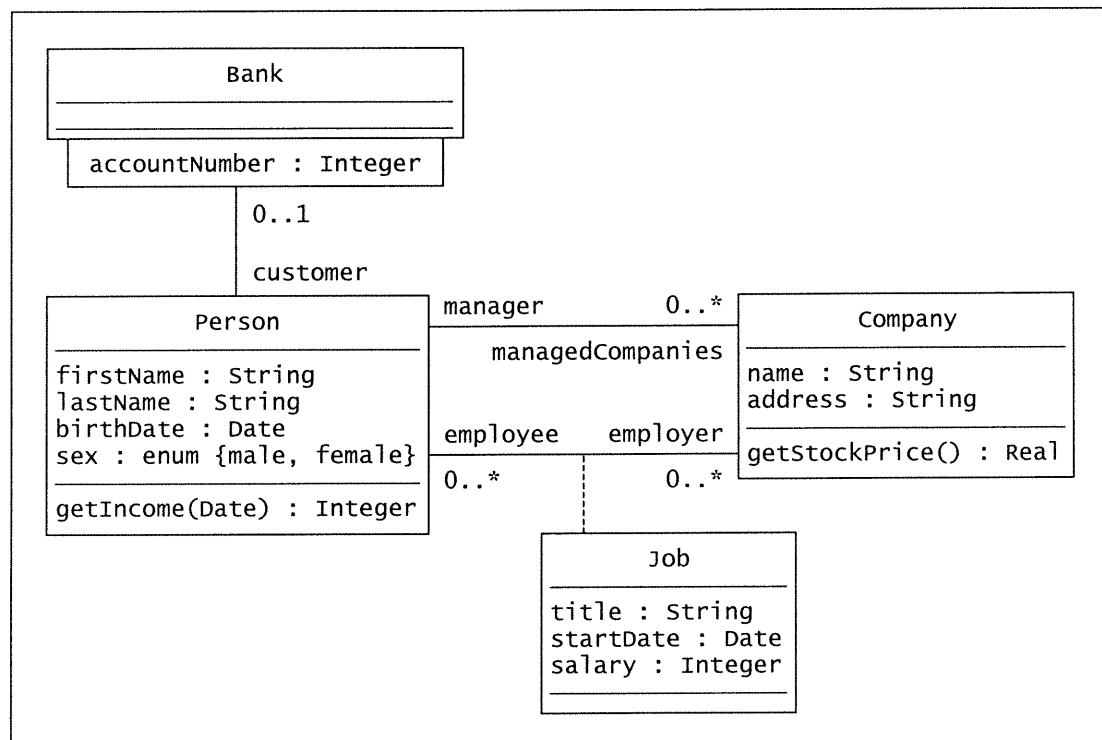 Bank
accountNumber : Integer
0..1
customer
Person
firstName : String
lastName : String
birthDate : Date
sex : enum {male, female}
getIncome(Date) : Integer
manager 0..*
managedCompanies
employee employer
0..* 0..*
Company
name : String
address : String
getStockPrice() : Real
Job
title : String
startDate : Date
salary : Integer